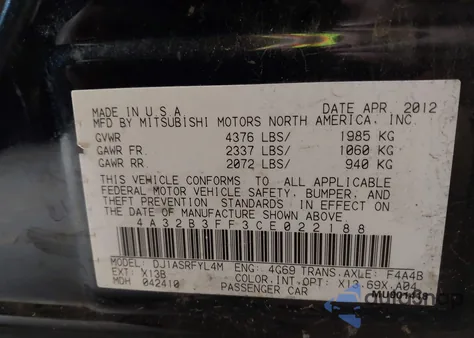 MADE IN U S A DATE APR, 2012
MFD BY MITSUBISHI MOTORS NORTH AMERICA, INC.
GVWR 4376 LBS/ 1985 KG
GAWR FR. 2337 LBS/ 1060 KG
GAWR RR. 2072 LBS/ 940 KG
THIS VEHICLE CONFORMS TO ALL APPLICABLE
FEDERAL MOTOR VEHICLE SAFETY, BUMPER, AND
THEFT PREVENTION STANDARDS IN EFFECT ON
THE DATE OF MANUFACTURE SHOWN ABOVE.
4A32B3FF3CE022188
MODEL: DJ1ASRFYL4M ENG: 4G69 TRANS.AXLE: F4A4B
EXT: X13B COLOR.INT.OPT: X13.69X.A04
MDH 042410 PASSENGER CAR